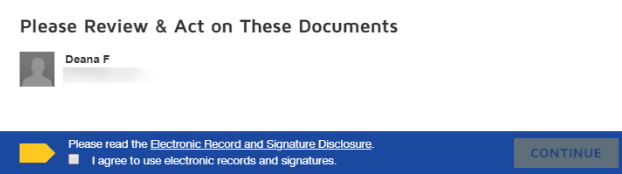 Please Review & Act on These Documents
Deana F
Please read the Electronic Record and Signature Disclosure.
I agree to use electronic records and signatures.
CONTINUE